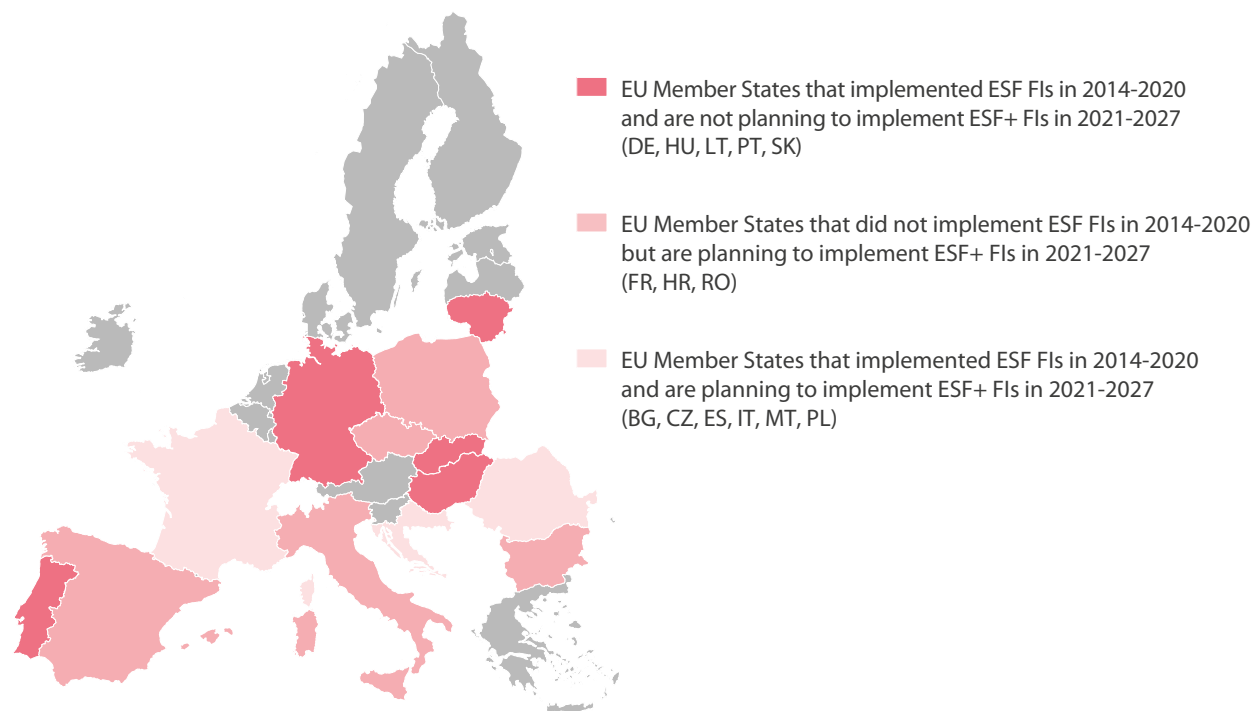 EU Member States that implemented ESF FIs in 2014-2020
and are not planning to implement ESF+ FIs in 2021-2027
(DE, HU, LT, PT, SK)
EU Member States that did not implement ESF FIs in 2014-2020
but are planning to implement ESF+ FIs in 2021-2027
(FR, HR, RO)
EU Member States that implemented ESF FIs in 2014-2020
and are planning to implement ESF+ FIs in 2021-2027
(BG, CZ, ES, IT, MT, PL)